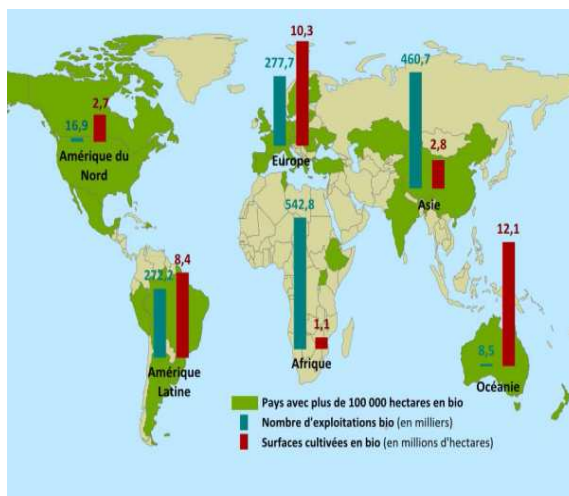 10,3
277,7
460,7
2,7
16,9
Amérique du
Nord
Europe
2,8
Asie
542,8
12,1
272,2
8,4
1,1
8,5
Amérique
Latine
Afrique
Océanie
Pays avec plus de 100 000 hectares en bio
Nombre d'exploitations bio (en milliers)
Surfaces cultivées en bio (en millions d'hectares)